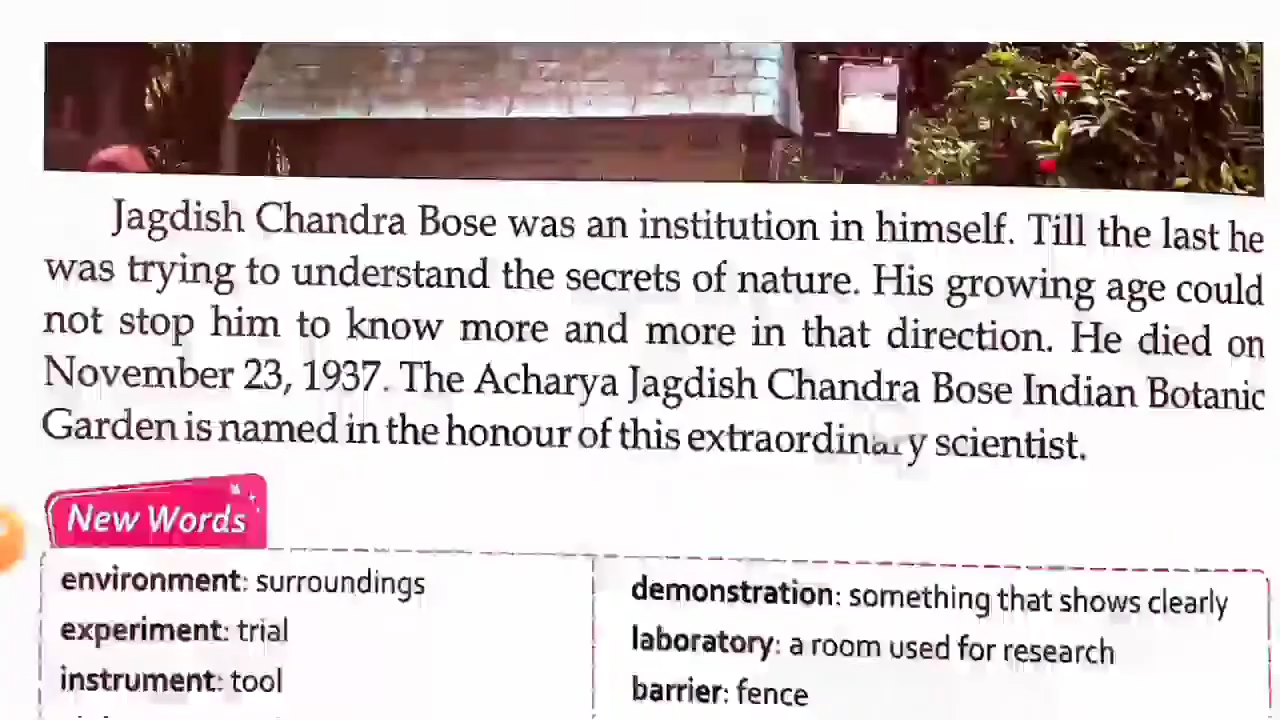 Jagdish Chandra Bose was an institution in himself. Till the last he
was trying to understand the secrets of nature. His growing age could
not stop him to know more and more in that direction. He died on
November 23, 1937. The Acharya Jagdish Chandra Bose Indian Botanic
Garden is named in the honour of this extraordinary scientist.
New Words
environment: surroundings
experiment: trial
instrument: tool
demonstration: something that shows clearly
laboratory: a room used for research
barrier: fence